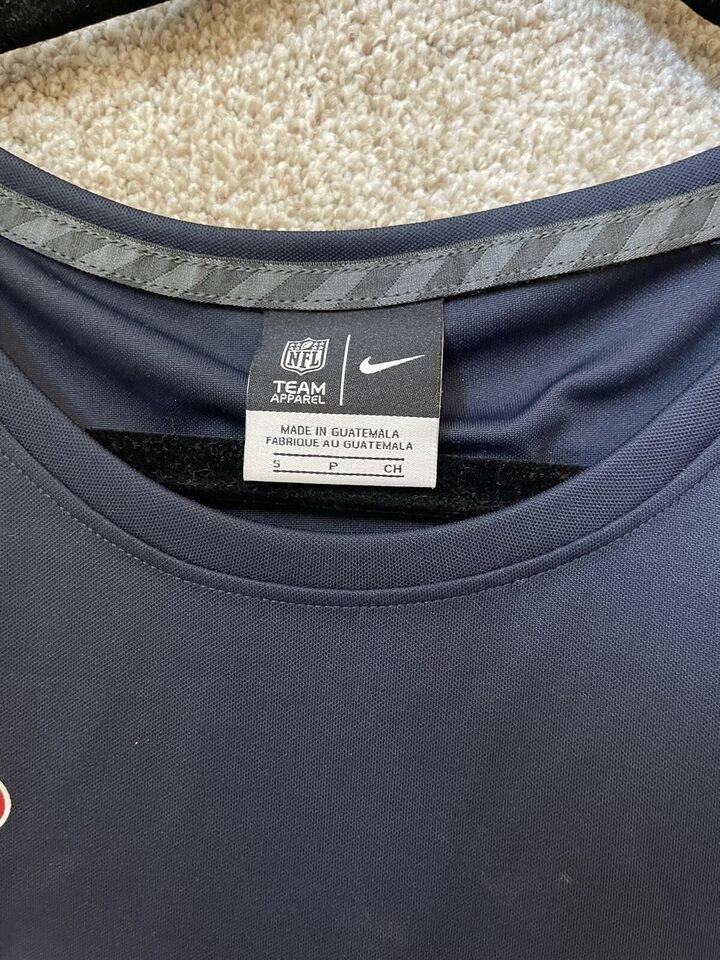 NFL
TEAM
APPAREL
MADE IN GUATEMALA
FABRIQUE AU GUATEMALA
S P CH